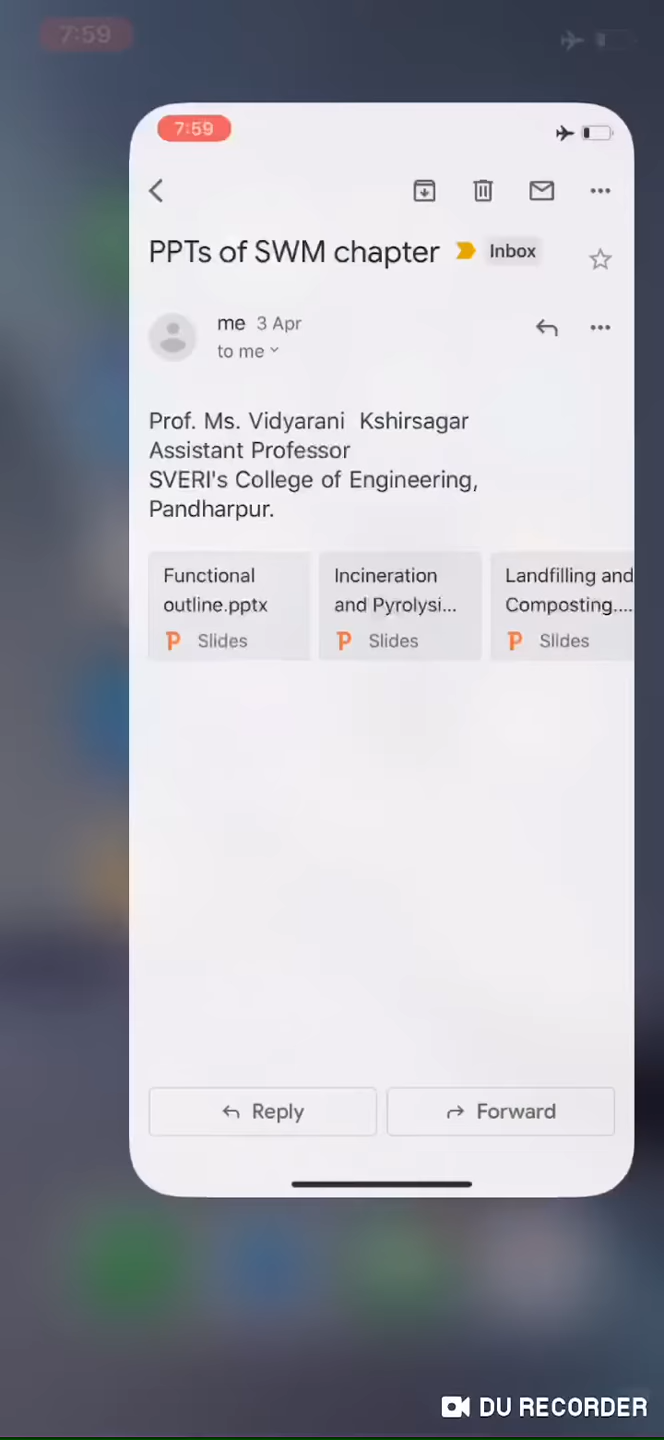 7:59
7:59
PPTs of SWM chapter Inbox
me 3 Apr
to me
Prof. Ms. Vidyarani Kshirsagar
Assistant Professor
SVERI's College of Engineering,
Pandharpur.
Functional
outline.pptx
P Slides
Incineration
and Pyrolysi...
P Slides
Landfilling and
Composting....
P Slides
Reply
Forward
DU RECORDER